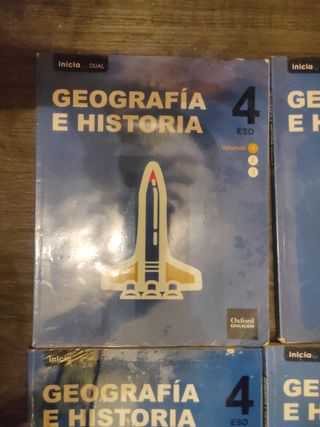 inicia DUAL
GEOGRAFÍA
E HISTORIA
4
ESO
Volumen 1
2
3
Oxford
EDUCACIÓN
inicia
G
E H
inicia
GEOGRAFÍA
E HISTORIA
4
ESO
inicia
GE
E H